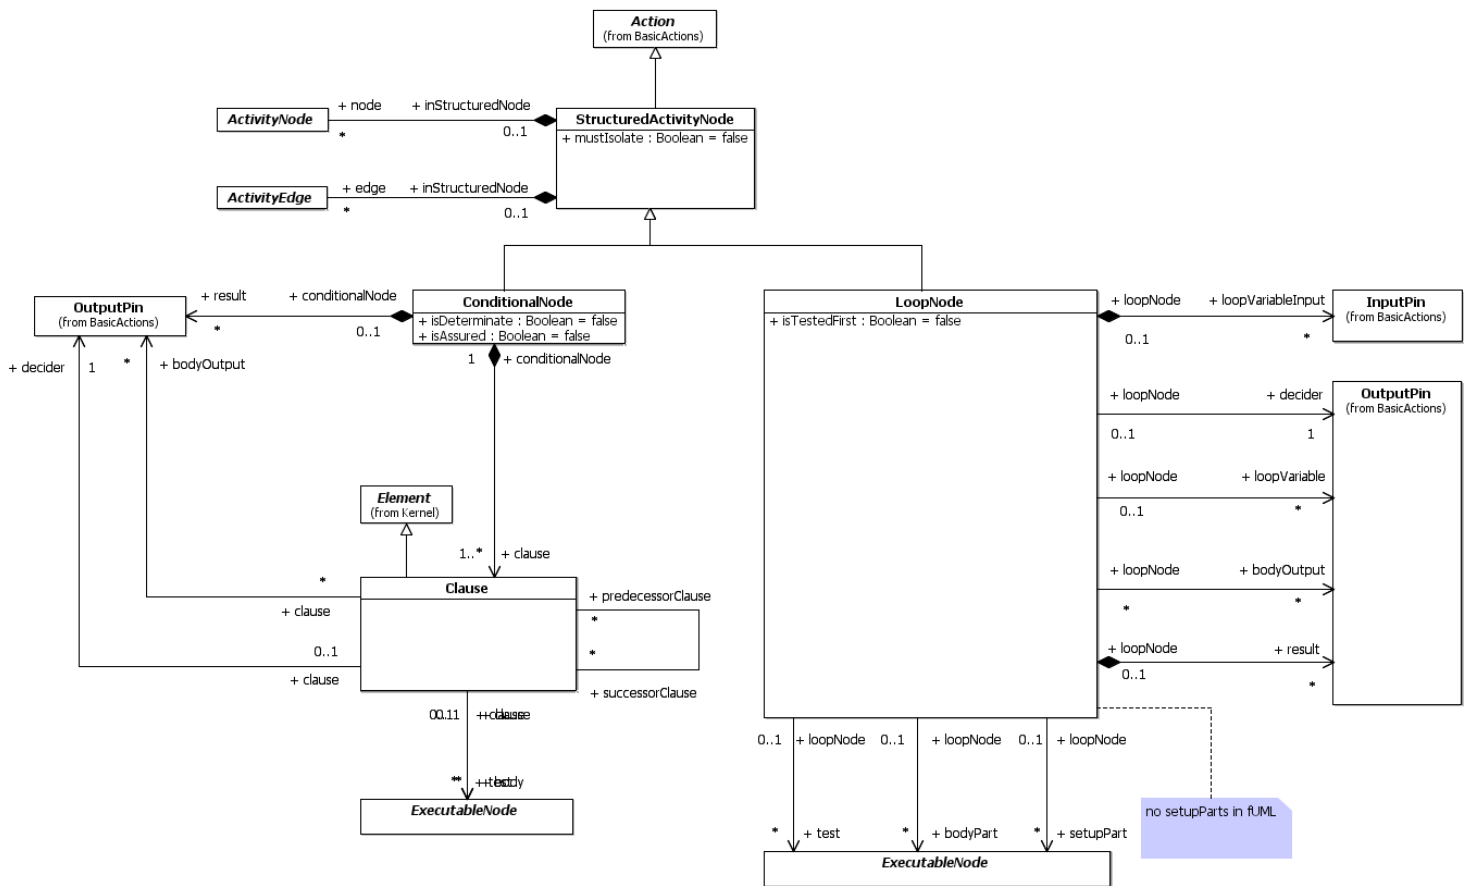 Action
(from BasicActions)
+ node
+ inStructuredNode
ActivityNode
*
0..1
StructuredActivityNode
+ mustIsolate : Boolean = false
+ edge
+ inStructuredNode
ActivityEdge
*
0..1
+ result
+ conditionalNode
OutputPin
(from BasicActions)
*
0..1
ConditionalNode
+ isDeterminate : Boolean = false
+ isAssured : Boolean = false
LoopNode
+ isTestedFirst : Boolean = false
+ loopNode
+ loopVariableInput
0..1
*
InputPin
(from BasicActions)
+ decider
1
*
+ bodyOutput
1
+ conditionalNode
+ loopNode
+ decider
0..1
1
OutputPin
(from BasicActions)
+ loopNode
+ loopVariable
0..1
*
Element
(from Kernel)
1..*
+ clause
+ loopNode
+ bodyOutput
*
*
*
+ clause
Clause
+ predecessorClause
*
0..1
+ clause
*
+ successorClause
+ loopNode
+ result
0..1
*
0..1
+ clause
*
+ test
+ body
ExecutableNode
0..1
+ loopNode
0..1
+ loopNode
0..1
+ loopNode
*
+ test
*
+ bodyPart
*
+ setupPart
ExecutableNode
no setupParts in fUML